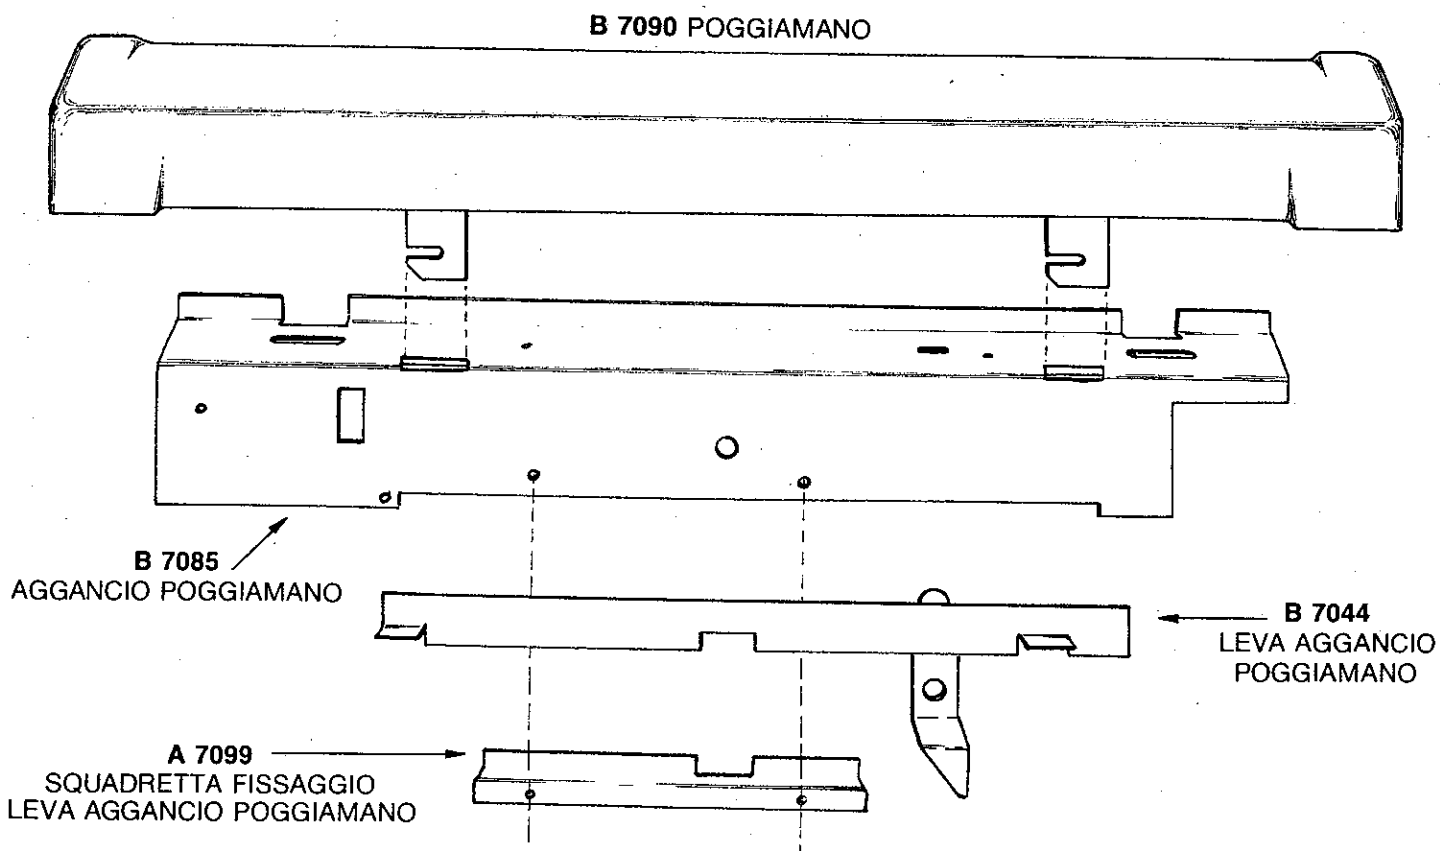 B 7090 POGGIAMANO
B 7085
AGGANCIO POGGIAMANO
B 7044
LEVA AGGANCIO
POGGIAMANO
A 7099
SQUADRETTA FISSAGGIO
LEVA AGGANCIO POGGIAMANO